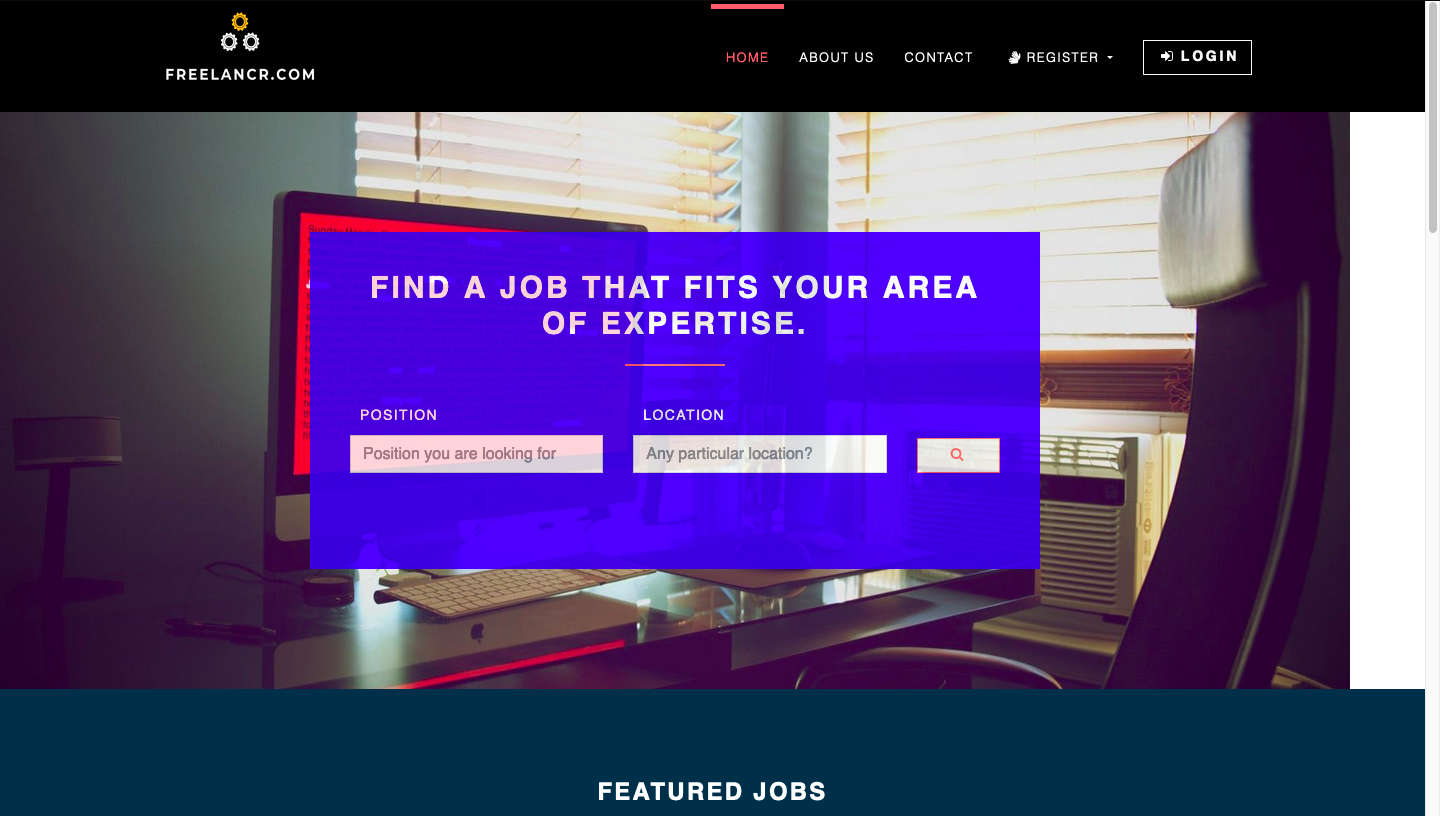 FREELANCR.COM
HOME
ABOUT US
CONTACT
REGISTER
LOGIN
FIND A JOB THAT FITS YOUR AREA
OF EXPERTISE.
POSITION
LOCATION
Position you are looking for
Any particular location?
FEATURED JOBS